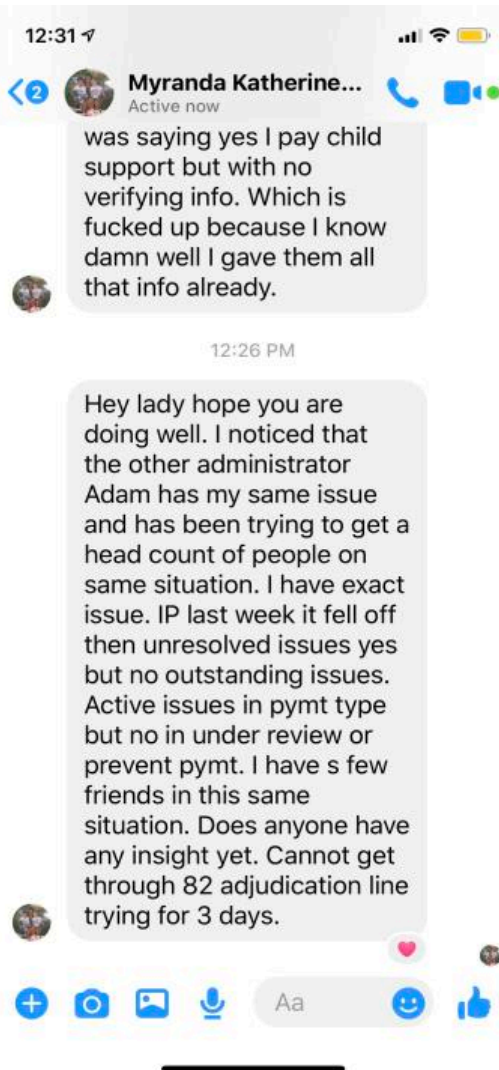 12:31
2
Myranda Katherine...
Active now
was saying yes I pay child
support but with no
verifying info. Which is
fucked up because I know
damn well I gave them all
that info already.
12:26 PM
Hey lady hope you are
doing well. I noticed that
the other administrator
Adam has my same issue
and has been trying to get a
head count of people on
same situation. I have exact
issue. IP last week it fell off
then unresolved issues yes
but no outstanding issues.
Active issues in pymt type
but no in under review or
prevent pymt. I have s few
friends in this same
situation. Does anyone have
any insight yet. Cannot get
through 82 adjudication line
trying for 3 days.
Aa